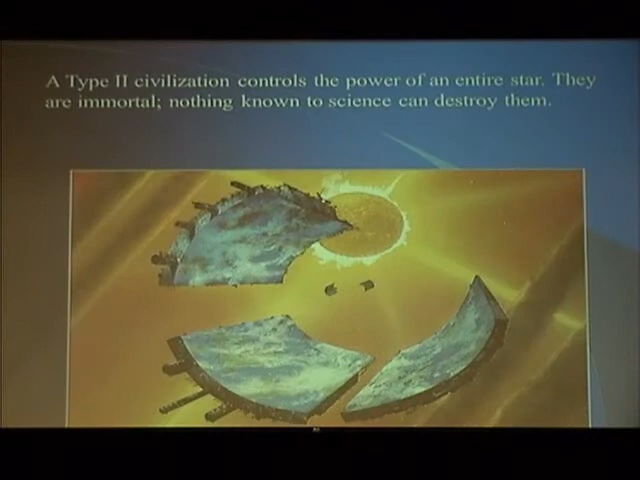 A Type II civilization controls the power of an entire star. They
are immortal; nothing known to science can destroy them.